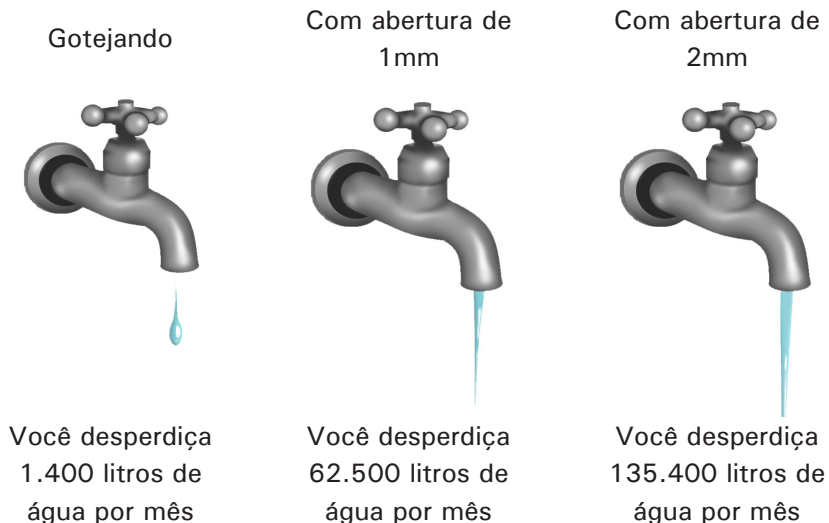 Gotejando
Com abertura de
1mm
Com abertura de
2mm
Você desperdiça
1.400 litros de
água por mês
Você desperdiça
62.500 litros de
água por mês
Você desperdiça
135.400 litros de
água por mês